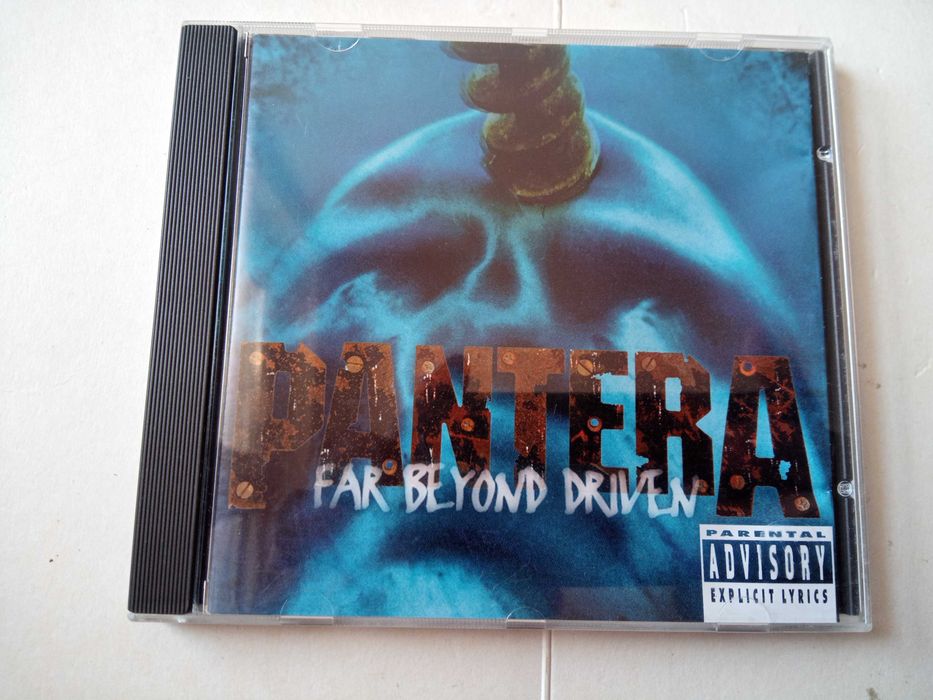 PANTERA
FAR BEYOND DRIVEN
PARENTAL
ADVISORY
EXPLICIT LYRICS